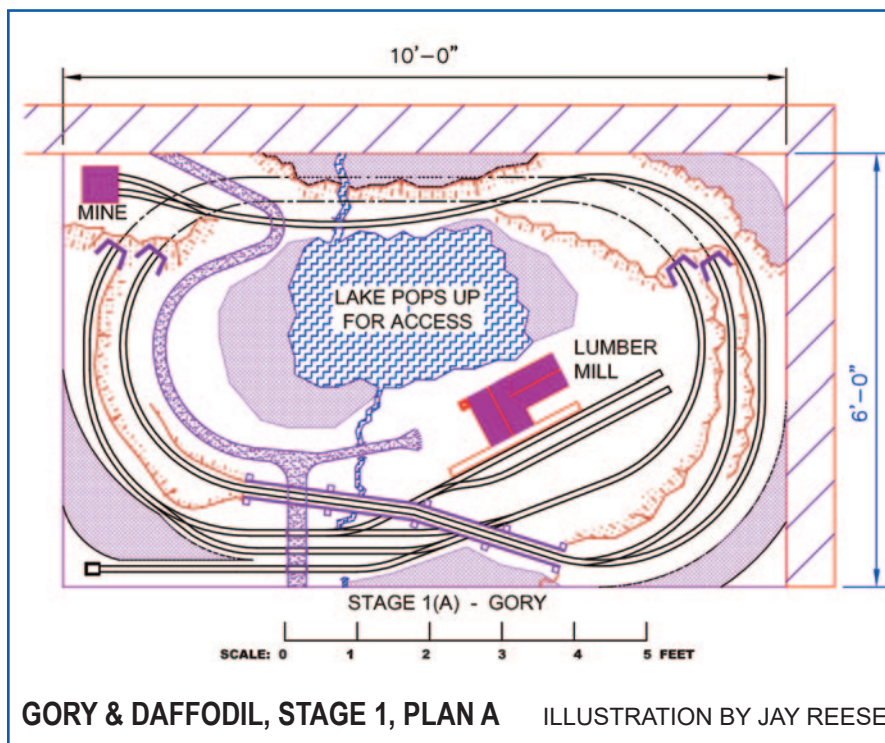 10'-0"
MINE
LAKE POPS UP
FOR ACCESS
LUMBER
MILL
6'-0"
STAGE 1(A) - GORY
SCALE: 0 1 2 3 4 5 FEET
GORY & DAFFODIL, STAGE 1, PLAN A ILLUSTRATION BY JAY REESE